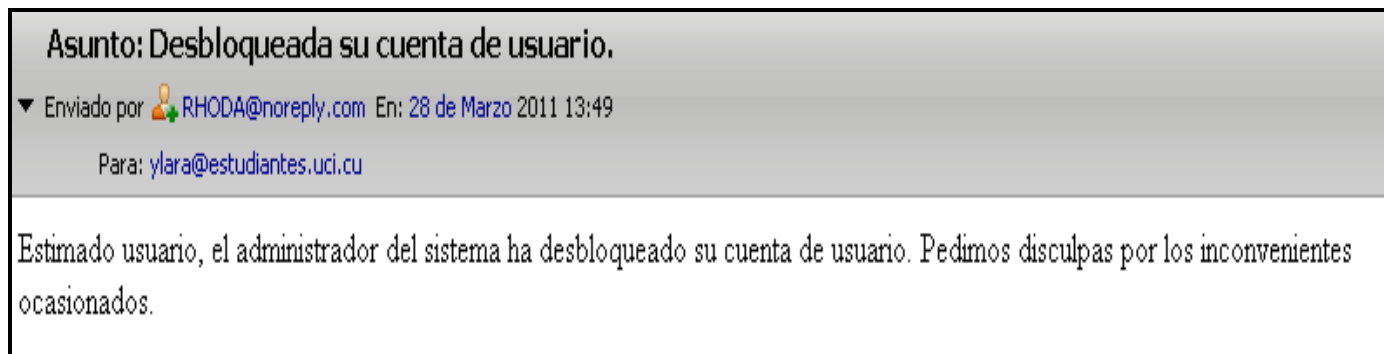 Asunto: Desbloqueada su cuenta de usuario.
Enviado por RHODA@noreply.com En: 28 de Marzo 2011 13:49
Para: ylara@estudiantes.uci.cu
Estimado usuario, el administrador del sistema ha desbloqueado su cuenta de usuario. Pedimos disculpas por los inconvenientes
ocasionados.